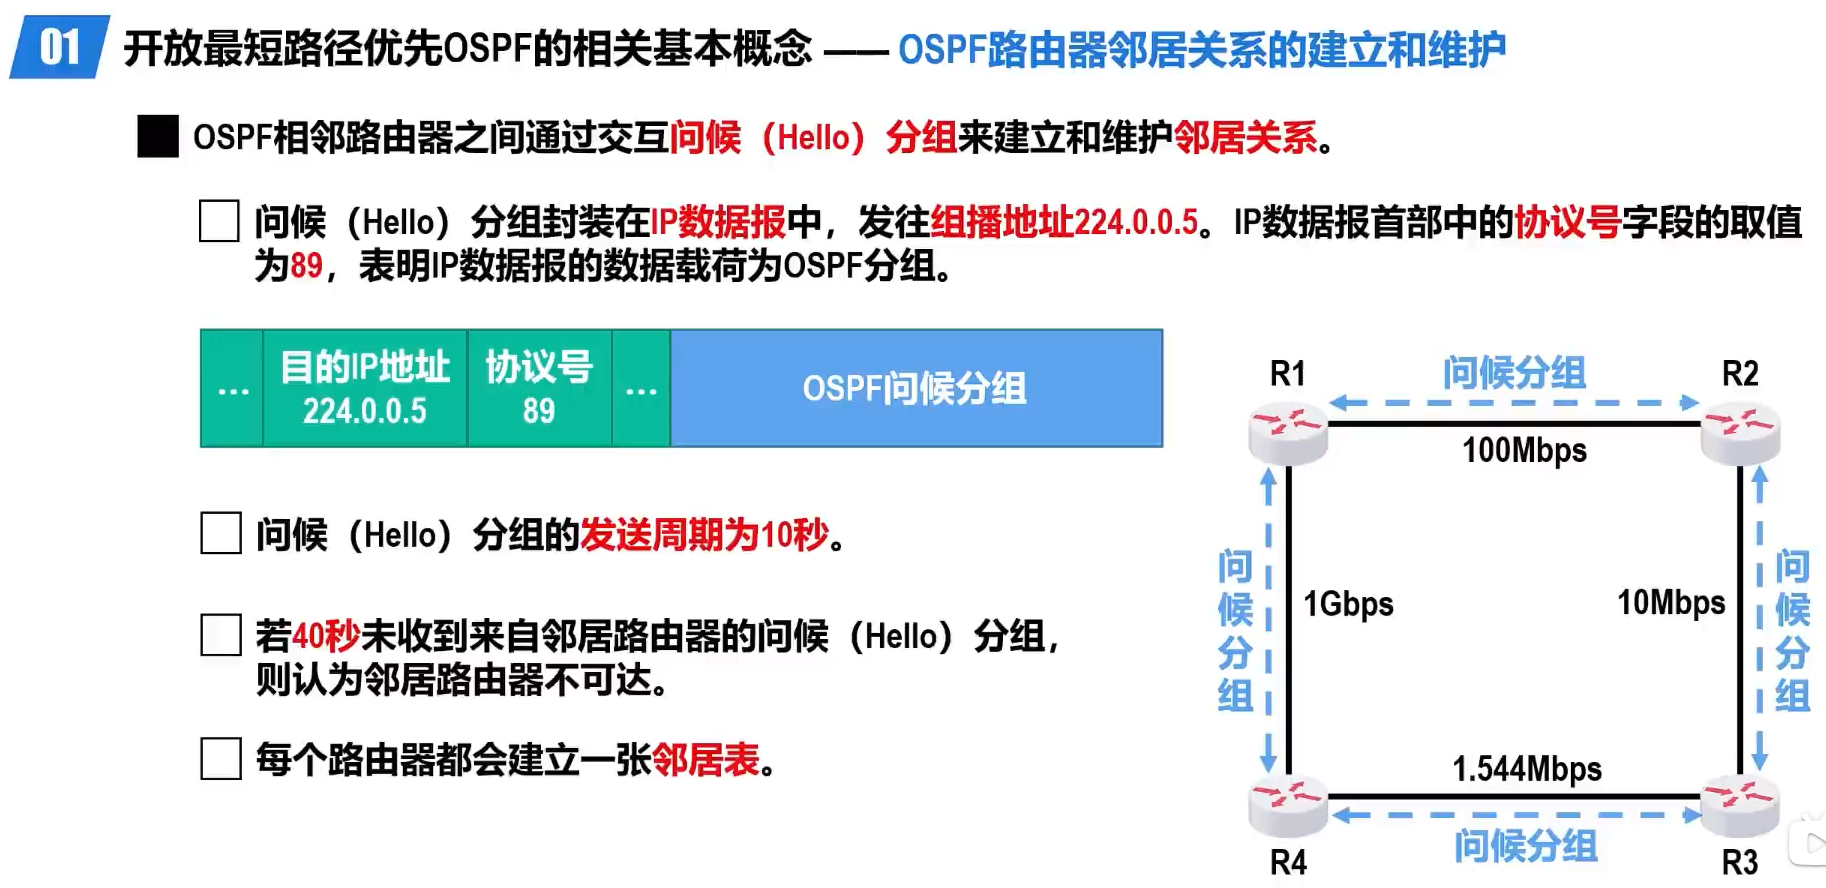 01 开放最短路径优先OSPF的相关基本概念 —— OSPF路由器邻居关系的建立和维护
OSPF相邻路由器之间通过交互问候（Hello）分组来建立和维护邻居关系。
问候（Hello）分组封装在IP数据报中，发往组播地址224.0.0.5。IP数据报首部中的协议号字段的取值
为89，表明IP数据报的数据载荷为OSPF分组。
… 目的IP地址 协议号 … OSPF问候分组
224.0.0.5 89
问候（Hello）分组的发送周期为10秒。
若40秒未收到来自邻居路由器的问候（Hello）分组，
则认为邻居路由器不可达。
每个路由器都会建立一张邻居表。
R1 问候分组 R2
100Mbps
问候分组
1Gbps
10Mbps
问候分组
1.544Mbps
问候分组
R4 R3